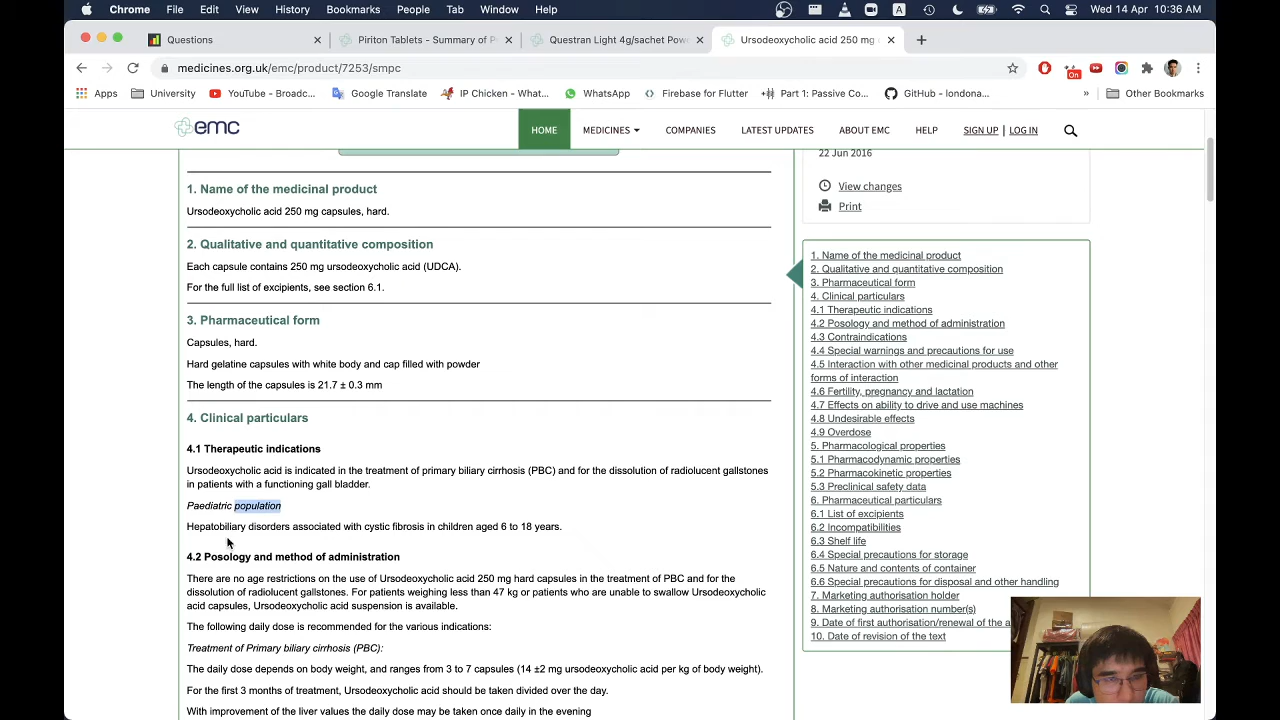 Chrome File Edit View History Bookmarks People Tab Window Help Wed 14 Apr 10:36 AM
Questions Piriton Tablets - Summary of P Questran Light 4g/sachet Pow Ursodeoxycholic acid 250 mg
medicines.org.uk/emc/product/7253/smpc
Apps University YouTube - Broadc... Google Translate IP Chicken - What... WhatsApp Firebase for Flutter Part 1: Passive Co... GitHub - londona... » Other Bookmarks
On
emc HOME MEDICINES COMPANIES LATEST UPDATES ABOUT EMC HELP SIGN UP | LOG IN
22 Jun 2016
View changes
Print
1. Name of the medicinal product
Ursodeoxycholic acid 250 mg capsules, hard.
2. Qualitative and quantitative composition
Each capsule contains 250 mg ursodeoxycholic acid (UDCA).
For the full list of excipients, see section 6.1.
3. Pharmaceutical form
Capsules, hard.
Hard gelatine capsules with white body and cap filled with powder
The length of the capsules is 21.7 ± 0.3 mm
4. Clinical particulars
4.1 Therapeutic indications
Ursodeoxycholic acid is indicated in the treatment of primary biliary cirrhosis (PBC) and for the dissolution of radiolucent gallstones
in patients with a functioning gall bladder.
Paediatric population
Hepatobiliary disorders associated with cystic fibrosis in children aged 6 to 18 years.
4.2 Posology and method of administration
There are no age restrictions on the use of Ursodeoxycholic acid 250 mg hard capsules in the treatment of PBC and for the
dissolution of radiolucent gallstones. For patients weighing less than 47 kg or patients who are unable to swallow Ursodeoxycholic
acid capsules, Ursodeoxycholic acid suspension is available.
The following daily dose is recommended for the various indications:
Treatment of Primary biliary cirrhosis (PBC):
The daily dose depends on body weight, and ranges from 3 to 7 capsules (14 ±2 mg ursodeoxycholic acid per kg of body weight).
For the first 3 months of treatment, Ursodeoxycholic acid should be taken divided over the day.
With improvement of the liver values the daily dose may be taken once daily in the evening
1. Name of the medicinal product
2. Qualitative and quantitative composition
3. Pharmaceutical form
4. Clinical particulars
4.1 Therapeutic indications
4.2 Posology and method of administration
4.3 Contraindications
4.4 Special warnings and precautions for use
4.5 Interaction with other medicinal products and other
forms of interaction
4.6 Fertility, pregnancy and lactation
4.7 Effects on ability to drive and use machines
4.8 Undesirable effects
4.9 Overdose
5. Pharmacological properties
5.1 Pharmacodynamic properties
5.2 Pharmacokinetic properties
5.3 Preclinical safety data
6. Pharmaceutical particulars
6.1 List of excipients
6.2 Incompatibilities
6.3 Shelf life
6.4 Special precautions for storage
6.5 Nature and contents of container
6.6 Special precautions for disposal and other handling
7. Marketing authorisation holder
8. Marketing authorisation number(s)
9. Date of first authorisation/renewal of the a
10. Date of revision of the text